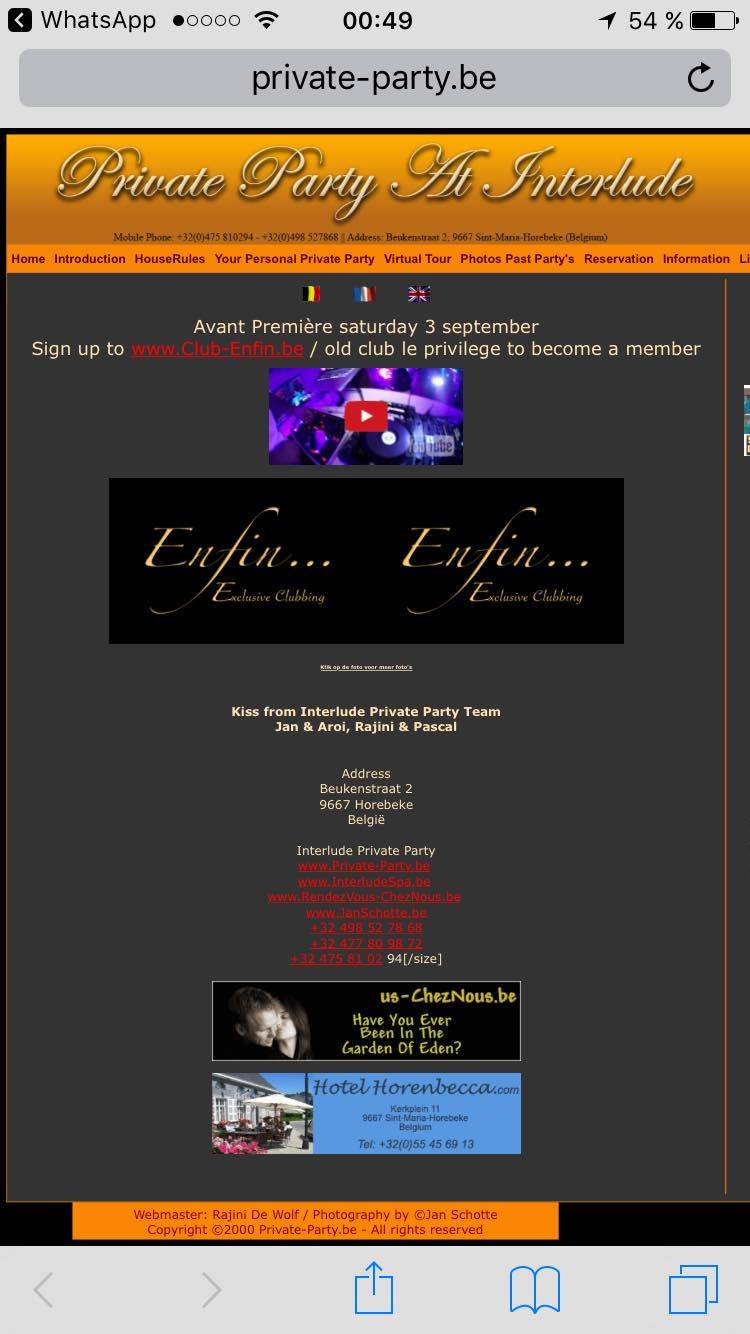 WhatsApp 00:49 54 %
private-party.be
Private Party At Interlude
Mobile Phone: +32(0)475 810294 - +32(0)498 527868 || Address: Beukenstraat 2; 9667 Sint-Maria-Horebeke (Belgium)
Home Introduction HouseRules Your Personal Private Party Virtual Tour Photos Past Party's Reservation Information Li
Avant Première saturday 3 september
Sign up to www.Club-Enfin.be / old club le privilege to become a member
YouTube
Enfin... Enfin...
Exclusive Clubbing Exclusive Clubbing
Klik op de foto voor meer foto's
Kiss from Interlude Private Party Team
Jan & Aroi, Rajini & Pascal
Address
Beukenstraat 2
9667 Horebeke
België
Interlude Private Party
www.Private-Party.be
www.InterludeSpa.be
www.RendezVous-ChezNous.be
www.JanSchotte.be
+32 498 52 78 68
+32 477 80 98 72
+32 475 81 02 94[/size]
us-ChezNous.be
Have You Ever
Been In The
Garden Of Eden?
Hotel Horenbecca.com
Kerkplein 11
9667 Sint-Maria-Horebeke
Belgium
Tel: +32(0)55 45 69 13
Webmaster: Rajini De Wolf / Photography by ©Jan Schotte
Copyright ©2000 Private-Party.be - All rights reserved